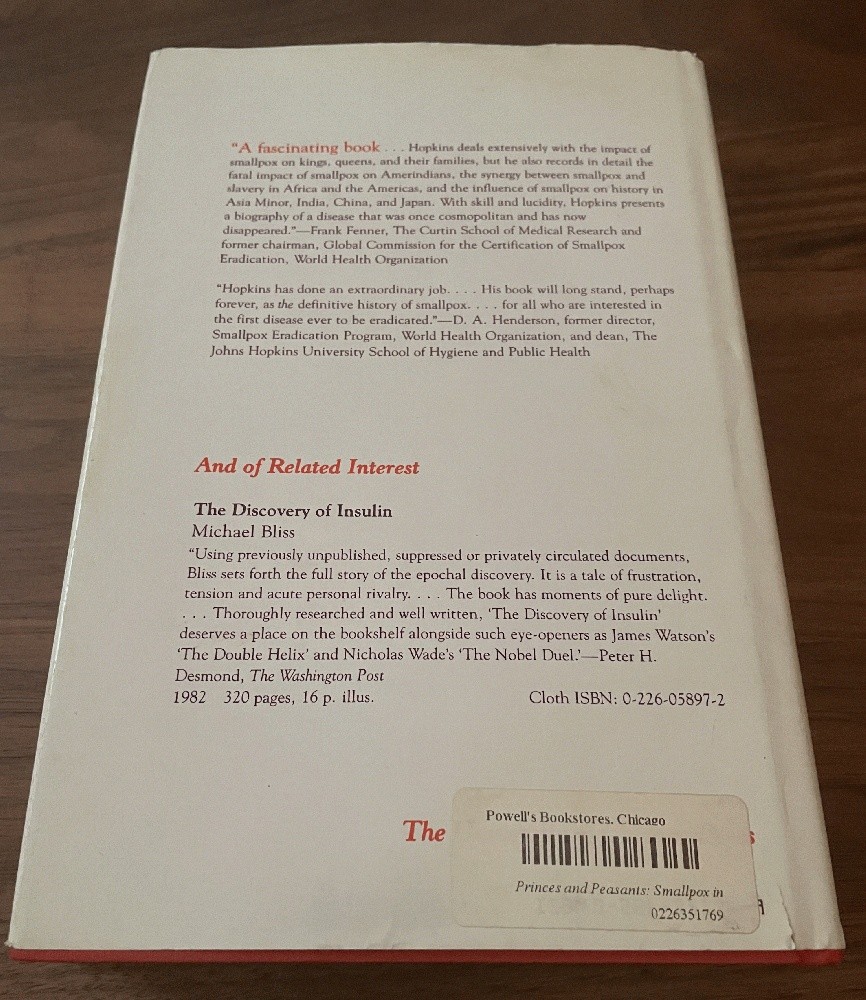 "A fascinating book . . . Hopkins deals extensively with the impact of
smallpox on kings, queens, and their families, but he also records in detail the
fatal impact of smallpox on Amerindians, the synergy between smallpox and
slavery in Africa and the Americas, and the influence of smallpox on history in
Asia Minor, India, China, and Japan. With skill and lucidity, Hopkins presents
a biography of a disease that was once cosmopolitan and has now
disappeared."—Frank Fenner, The Curtin School of Medical Research and
former chairman, Global Commission for the Certification of Smallpox
Eradication, World Health Organization
"Hopkins has done an extraordinary job. . . . His book will long stand, perhaps
forever, as the definitive history of smallpox. . . . for all who are interested in
the first disease ever to be eradicated."—D. A. Henderson, former director,
Smallpox Eradication Program, World Health Organization, and dean, The
Johns Hopkins University School of Hygiene and Public Health
And of Related Interest
The Discovery of Insulin
Michael Bliss
"Using previously unpublished, suppressed or privately circulated documents,
Bliss sets forth the full story of the epochal discovery. It is a tale of frustration,
tension and acute personal rivalry. . . . The book has moments of pure delight.
. . . Thoroughly researched and well written, 'The Discovery of Insulin'
deserves a place on the bookshelf alongside such eye-openers as James Watson's
'The Double Helix' and Nicholas Wade's 'The Nobel Duel.'—Peter H.
Desmond, The Washington Post
1982 320 pages, 16 p. illus. Cloth ISBN: 0-226-05897-2
The
Powell's Bookstores. Chicago
Princes and Peasants: Smallpox in
0226351769